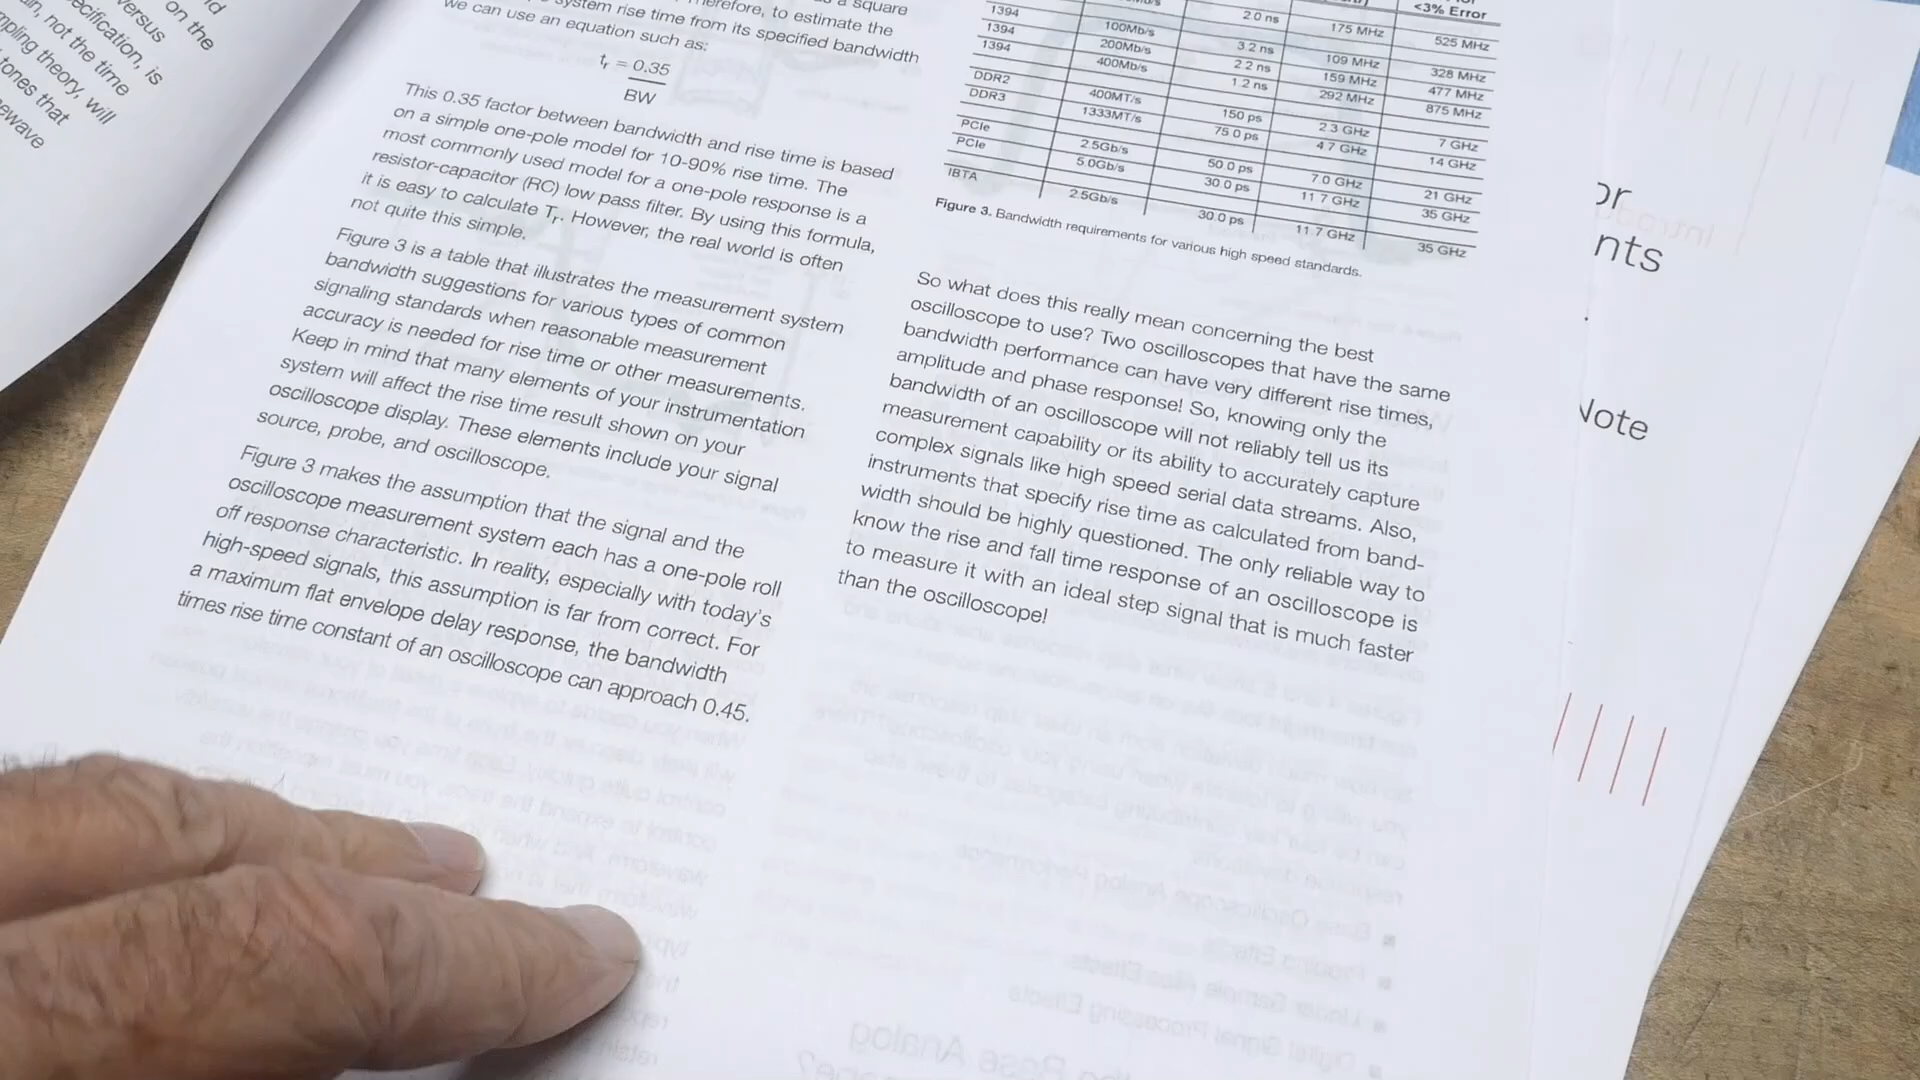 nd
on the
versus
ecification, is
in, not the time
mpling theory, will
tones that
ewave
a square
Therefore, to estimate the
system rise time from its specified bandwidth
we can use an equation such as:
tr = 0.35
BW
This 0.35 factor between bandwidth and rise time is based
on a simple one-pole model for 10-90% rise time. The
most commonly used model for a one-pole response is a
resistor-capacitor (RC) low pass filter. By using this formula,
it is easy to calculate Tr. However, the real world is often
not quite this simple.
Figure 3 is a table that illustrates the measurement system
bandwidth suggestions for various types of common
signaling standards when reasonable measurement
accuracy is needed for rise time or other measurements.
Keep in mind that many elements of your instrumentation
system will affect the rise time result shown on your
oscilloscope display. These elements include your signal
source, probe, and oscilloscope.
Figure 3 makes the assumption that the signal and the
oscilloscope measurement system each has a one-pole roll
off response characteristic. In reality, especially with today's
high-speed signals, this assumption is far from correct. For
a maximum flat envelope delay response, the bandwidth
times rise time constant of an oscilloscope can approach 0.45.
<3% Error
2.0 ns 175 MHz 525 MHz
1394 100Mb/s 3.2 ns 109 MHz 328 MHz
1394 200Mb/s 2.2 ns 159 MHz 477 MHz
1394 400Mb/s 1.2 ns 292 MHz 875 MHz
DDR2 400MT/s 150 ps 2.3 GHz 7 GHz
DDR3 1333MT/s 75.0 ps 4.7 GHz 14 GHz
PCIe 2.5Gb/s 50.0 ps 7.0 GHz 21 GHz
PCIe 5.0Gb/s 30.0 ps 11.7 GHz 35 GHz
IBTA 2.5Gb/s 30.0 ps 11.7 GHz 35 GHz
Figure 3. Bandwidth requirements for various high speed standards.
So what does this really mean concerning the best
oscilloscope to use? Two oscilloscopes that have the same
bandwidth performance can have very different rise times,
amplitude and phase response! So, knowing only the
bandwidth of an oscilloscope will not reliably tell us its
measurement capability or its ability to accurately capture
complex signals like high speed serial data streams. Also,
instruments that specify rise time as calculated from band-
width should be highly questioned. The only reliable way to
know the rise and fall time response of an oscilloscope is
to measure it with an ideal step signal that is much faster
than the oscilloscope!
or
nts
Note